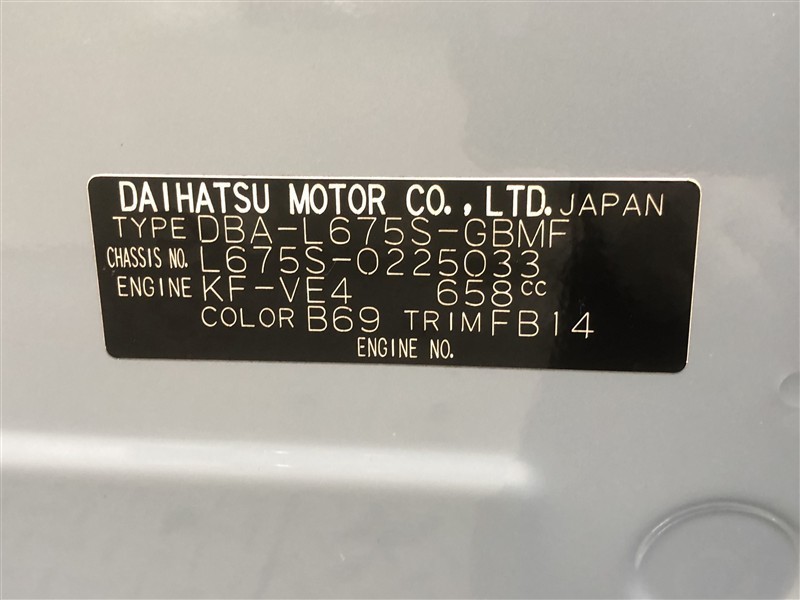 DAIHATSU MOTOR CO., LTD. JAPAN
TYPE DBA-L675S-GBMF
CHASSIS NO. L675S-0225033
ENGINE KF-VE4 658cc
COLOR B69 TRIM FB14
ENGINE NO.